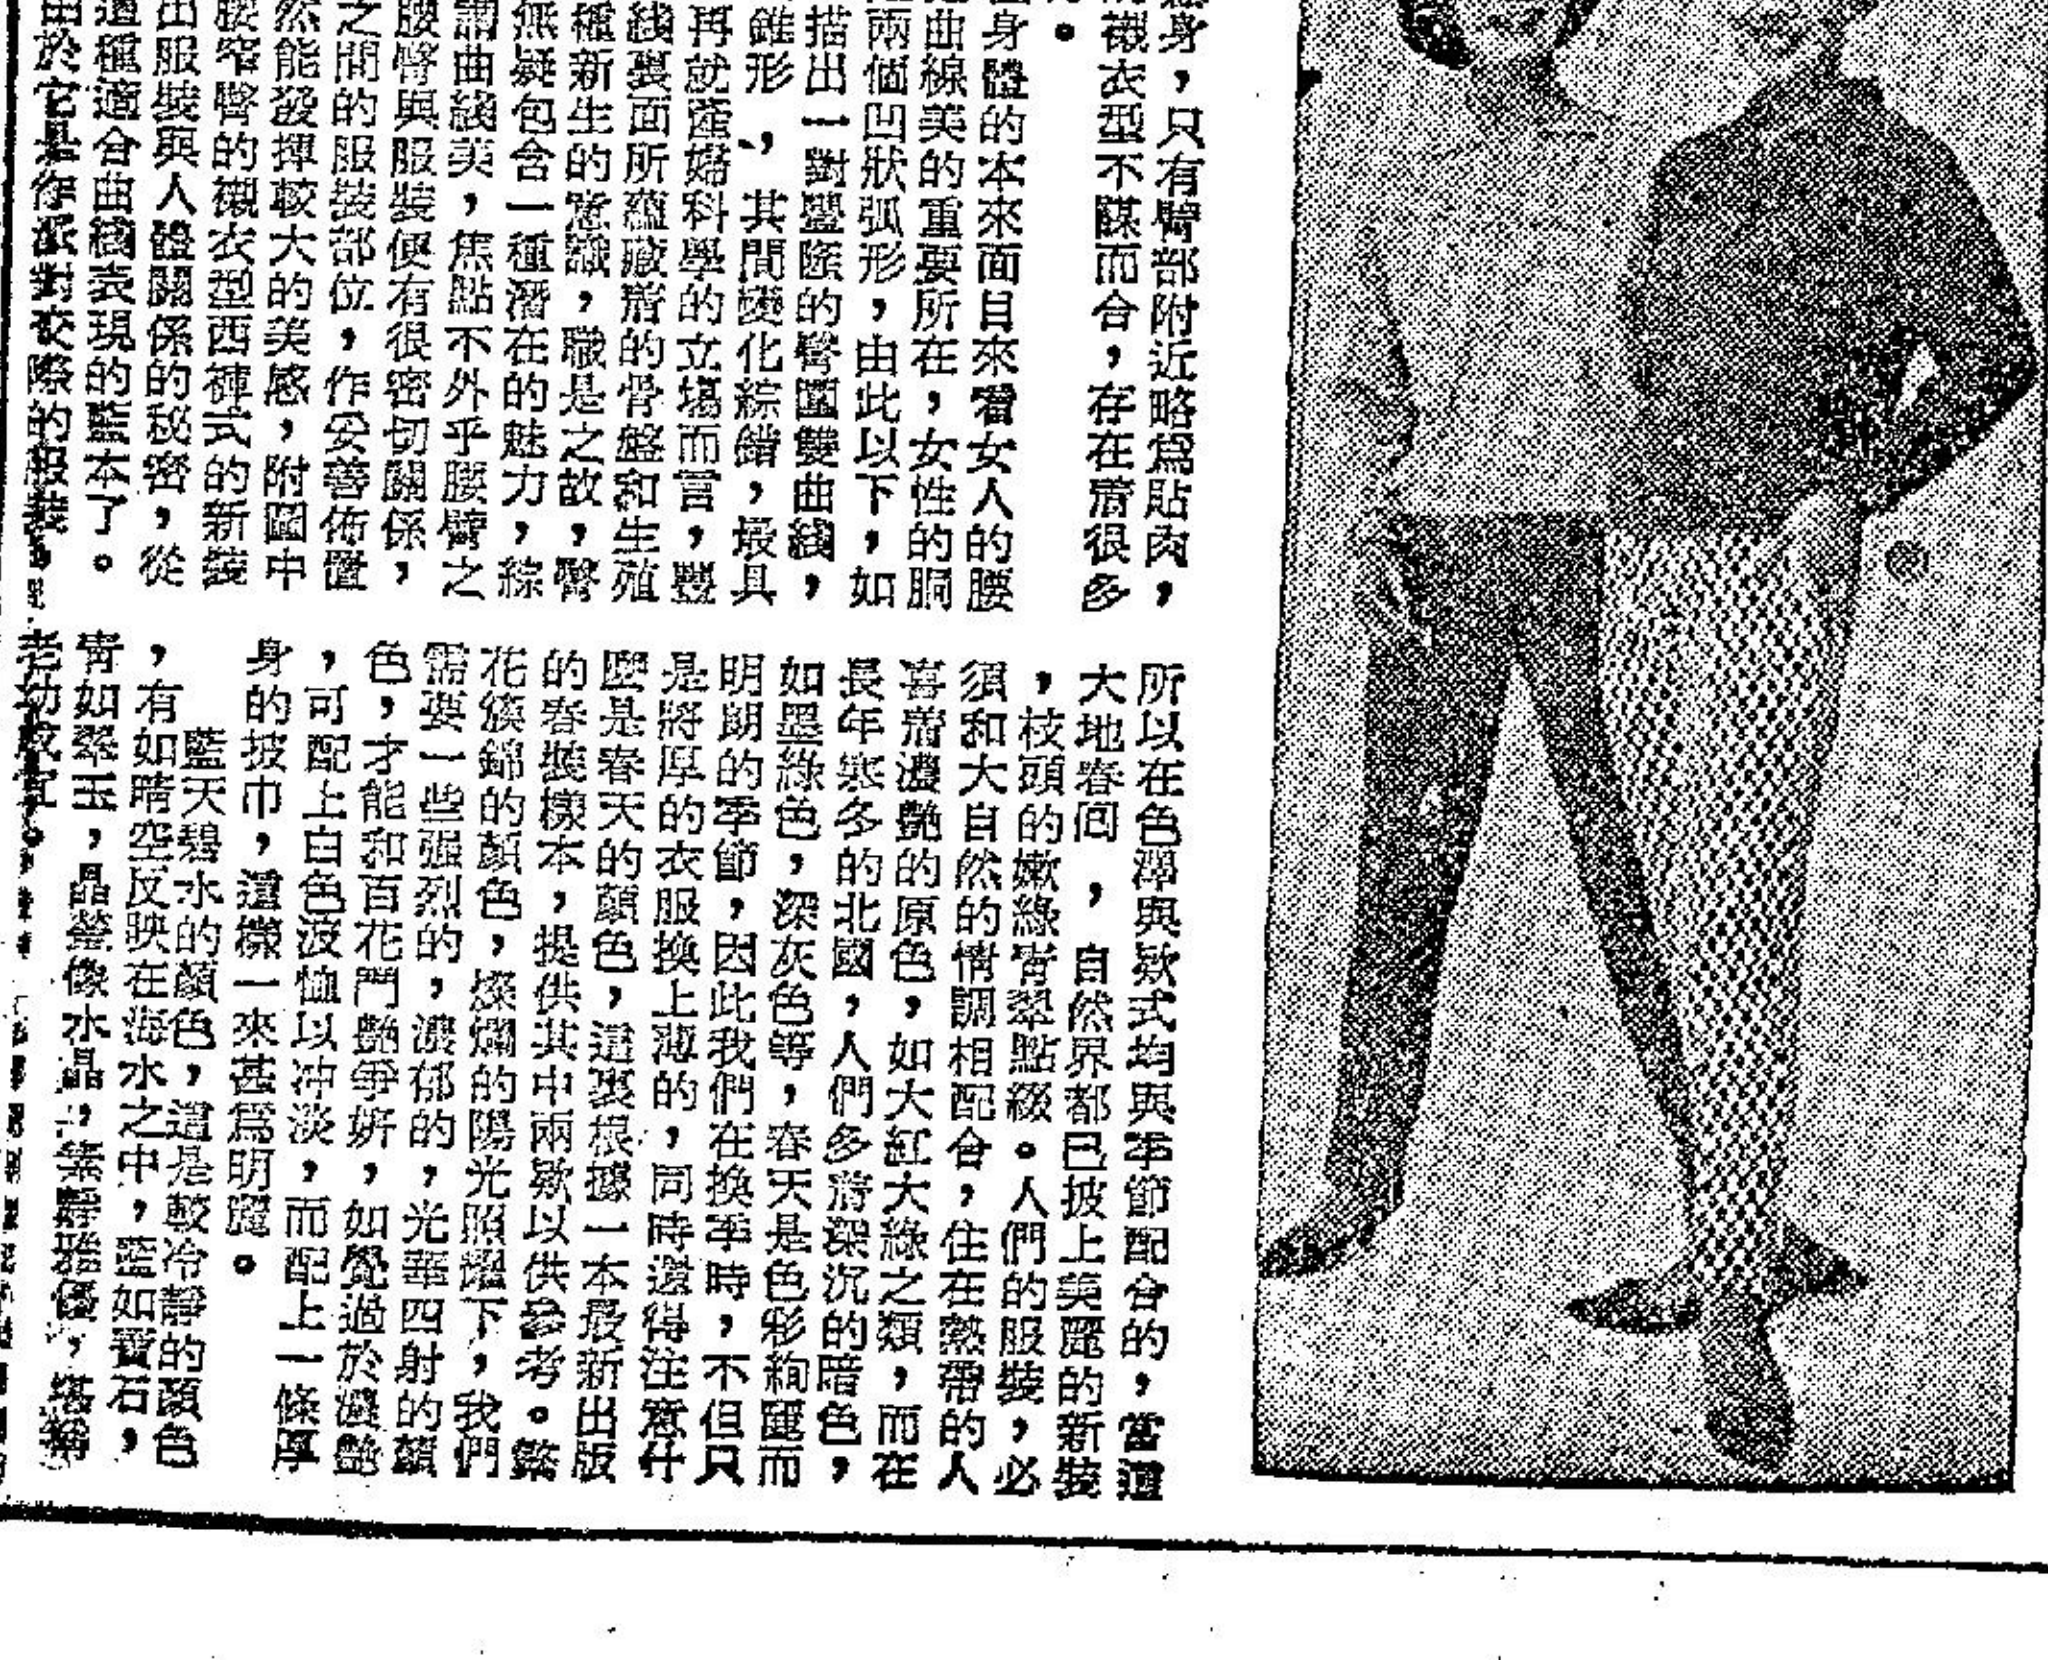 身，只有臀部附近略爲貼肉，
襯衣型不謀而合，存在着很多
。
身體的本來面目來看女人的腰
曲線美的重要所在，女性的胴
兩個凹狀弧形，由此以下，如
描出一對豐隆的臀圍雙曲綫，
錐形，其間變化綜錯，最具
再就產婦科學的立場而言，豐
綫裏面所蘊藏着的骨盤和生殖
種新生的意識，職是之故，臀
無疑包含一種潛在的魅力，綜
謂曲綫美，焦點不外乎腰臀之
腰臀與服裝便有很密切關係，
之間的服裝部位，作妥善佈置
然能發揮較大的美感，附圖中
腰窄臀的襯衣型西褲式的新裝
出服裝與人體關係的秘密，從
這種適合曲綫表現的藍本了。
由於它是作派對交際的服裝，
所以在色澤與欵式均與季節配合的，當這
大地春囘，自然界都已披上美麗的新裝
，枝頭的嫩綠青翠點綴。人們的服裝，必
須和大自然的情調相配合，住在熱帶的人
喜着濃艷的原色，如大紅大綠之類，而在
長年寒冬的北國，人們多着深沉的暗色，
如墨綠色，深灰色等，春天是色彩絢麗而
明朗的季節，因此我們在換季時，不但只
是將厚的衣服換上薄的，同時還得注意什
麼是春天的顏色，這裏根據一本最新出版
的春裝樣本，提供其中兩欵以供參考。繁
花簇錦的顏色，燦爛的陽光照耀下，我們
需要一些强烈的，濃郁的，光華四射的顏
色，才能和百花鬥艷爭妍，如覺過於濃艷
，可配上白色波恤以冲淡，而配上一條厚
身的披巾，這樣一來甚爲明麗。
藍天碧水的顏色，這是較冷靜的顏色
，有如晴空反映在海水之中，藍如寶石，
青如翠玉，晶瑩像水晶，
老幼咸宜。